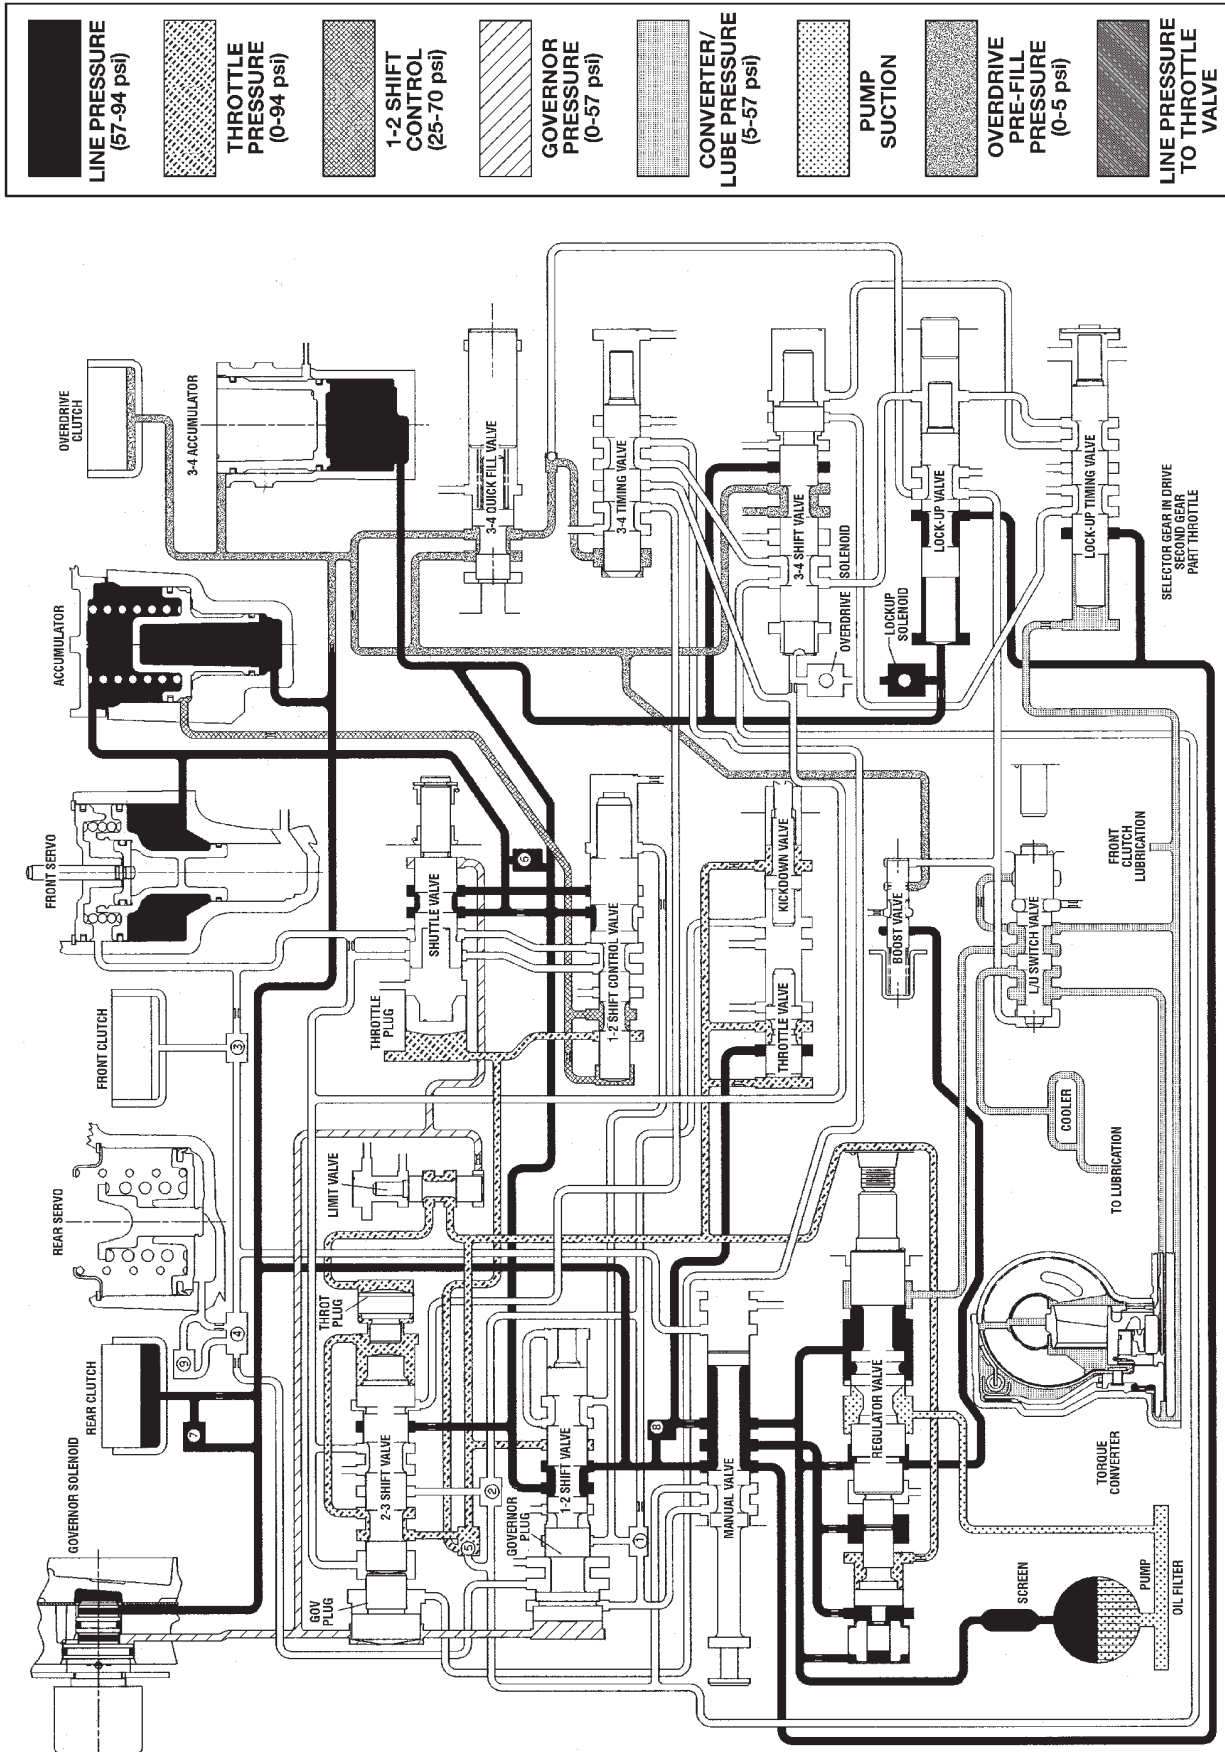 LINE PRESSURE
(57-94 psi)
THROTTLE
PRESSURE
(0-94 psi)
1-2 SHIFT
CONTROL
(25-70 psi)
GOVERNOR
PRESSURE
(0-57 psi)
CONVERTER/
LUBE PRESSURE
(5-57 psi)
PUMP
SUCTION
OVERDRIVE
PRE-FILL
PRESSURE
(0-5 psi)
LINE PRESSURE
TO THROTTLE
VALVE
GOVERNOR SOLENOID
REAR CLUTCH
REAR SERVO
FRONT CLUTCH
FRONT SERVO
ACCUMULATOR
OVERDRIVE
CLUTCH
3-4 ACCUMULATOR
7
9
4
3
GOV
PLUG
2-3 SHIFT VALVE
THROT
PLUG
LIMIT VALVE
THROTTLE
PLUG
SHUTTLE VALVE
6
3-4 QUICK FILL VALVE
5
2
GOVERNOR
PLUG
1-2 SHIFT VALVE
1
8
1-2 SHIFT CONTROL VALVE
3-4 TIMING VALVE
MANUAL VALVE
THROTTLE VALVE
KICKDOWN VALVE
3-4 SHIFT VALVE
OVERDRIVE SOLENOID
REGULATOR VALVE
BOOST VALVE
LOCKUP
SOLENOID
LOCK-UP VALVE
SCREEN
PUMP
OIL FILTER
TORQUE
CONVERTER
TO LUBRICATION
COOLER
L/U SWITCH VALVE
FRONT
CLUTCH
LUBRICATION
LOCK-UP TIMING VALVE
SELECTOR GEAR IN DRIVE
SECOND GEAR
PART THROTTLE